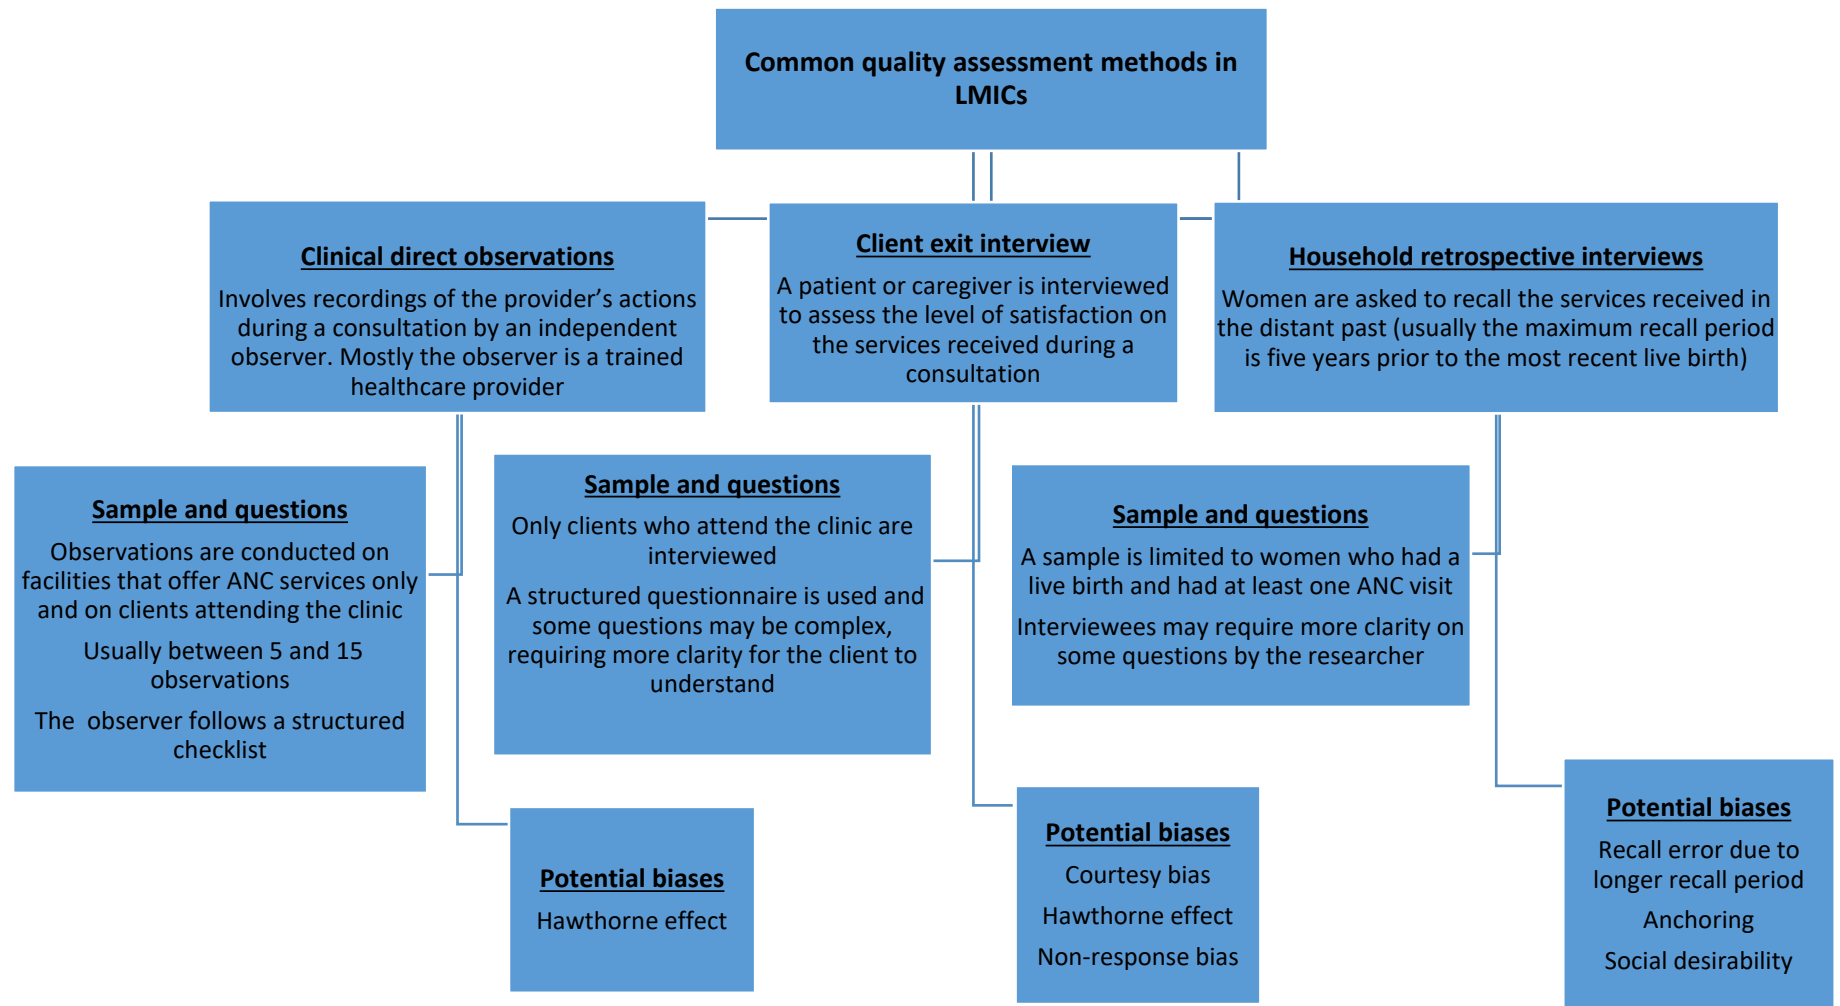 Common quality assessment methods in
LMICs
Clinical direct observations
Involves recordings of the provider’s actions
during a consultation by an independent
observer. Mostly the observer is a trained
healthcare provider
Client exit interview
A patient or caregiver is interviewed
to assess the level of satisfaction on
the services received during a
consultation
Household retrospective interviews
Women are asked to recall the services received in
the distant past (usually the maximum recall period
is five years prior to the most recent live birth)
Sample and questions
Observations are conducted on
facilities that offer ANC services only
and on clients attending the clinic
Usually between 5 and 15
observations
The observer follows a structured
checklist
Sample and questions
Only clients who attend the clinic are
interviewed
A structured questionnaire is used and
some questions may be complex,
requiring more clarity for the client to
understand
Sample and questions
A sample is limited to women who had a
live birth and had at least one ANC visit
Interviewees may require more clarity on
some questions by the researcher
Potential biases
Hawthorne effect
Potential biases
Courtesy bias
Hawthorne effect
Non-response bias
Potential biases
Recall error due to
longer recall period
Anchoring
Social desirability